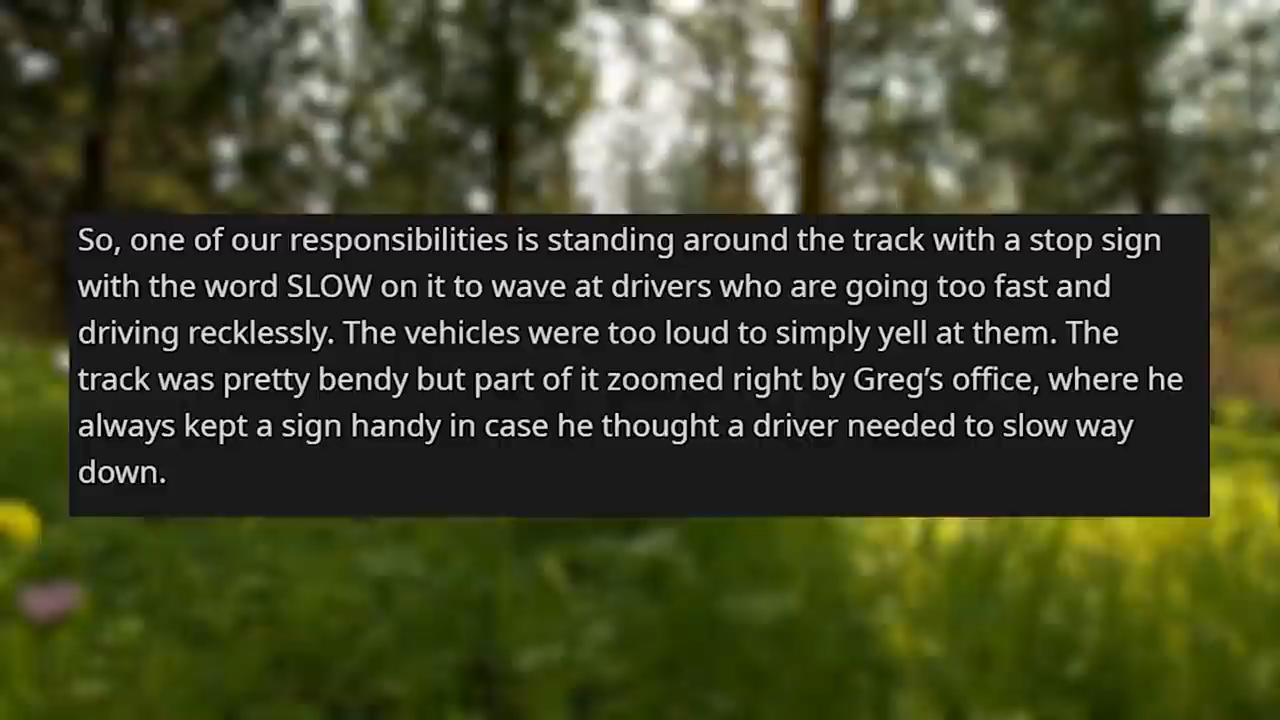 So, one of our responsibilities is standing around the track with a stop sign
with the word SLOW on it to wave at drivers who are going too fast and
driving recklessly. The vehicles were too loud to simply yell at them. The
track was pretty bendy but part of it zoomed right by Greg’s office, where he
always kept a sign handy in case he thought a driver needed to slow way
down.